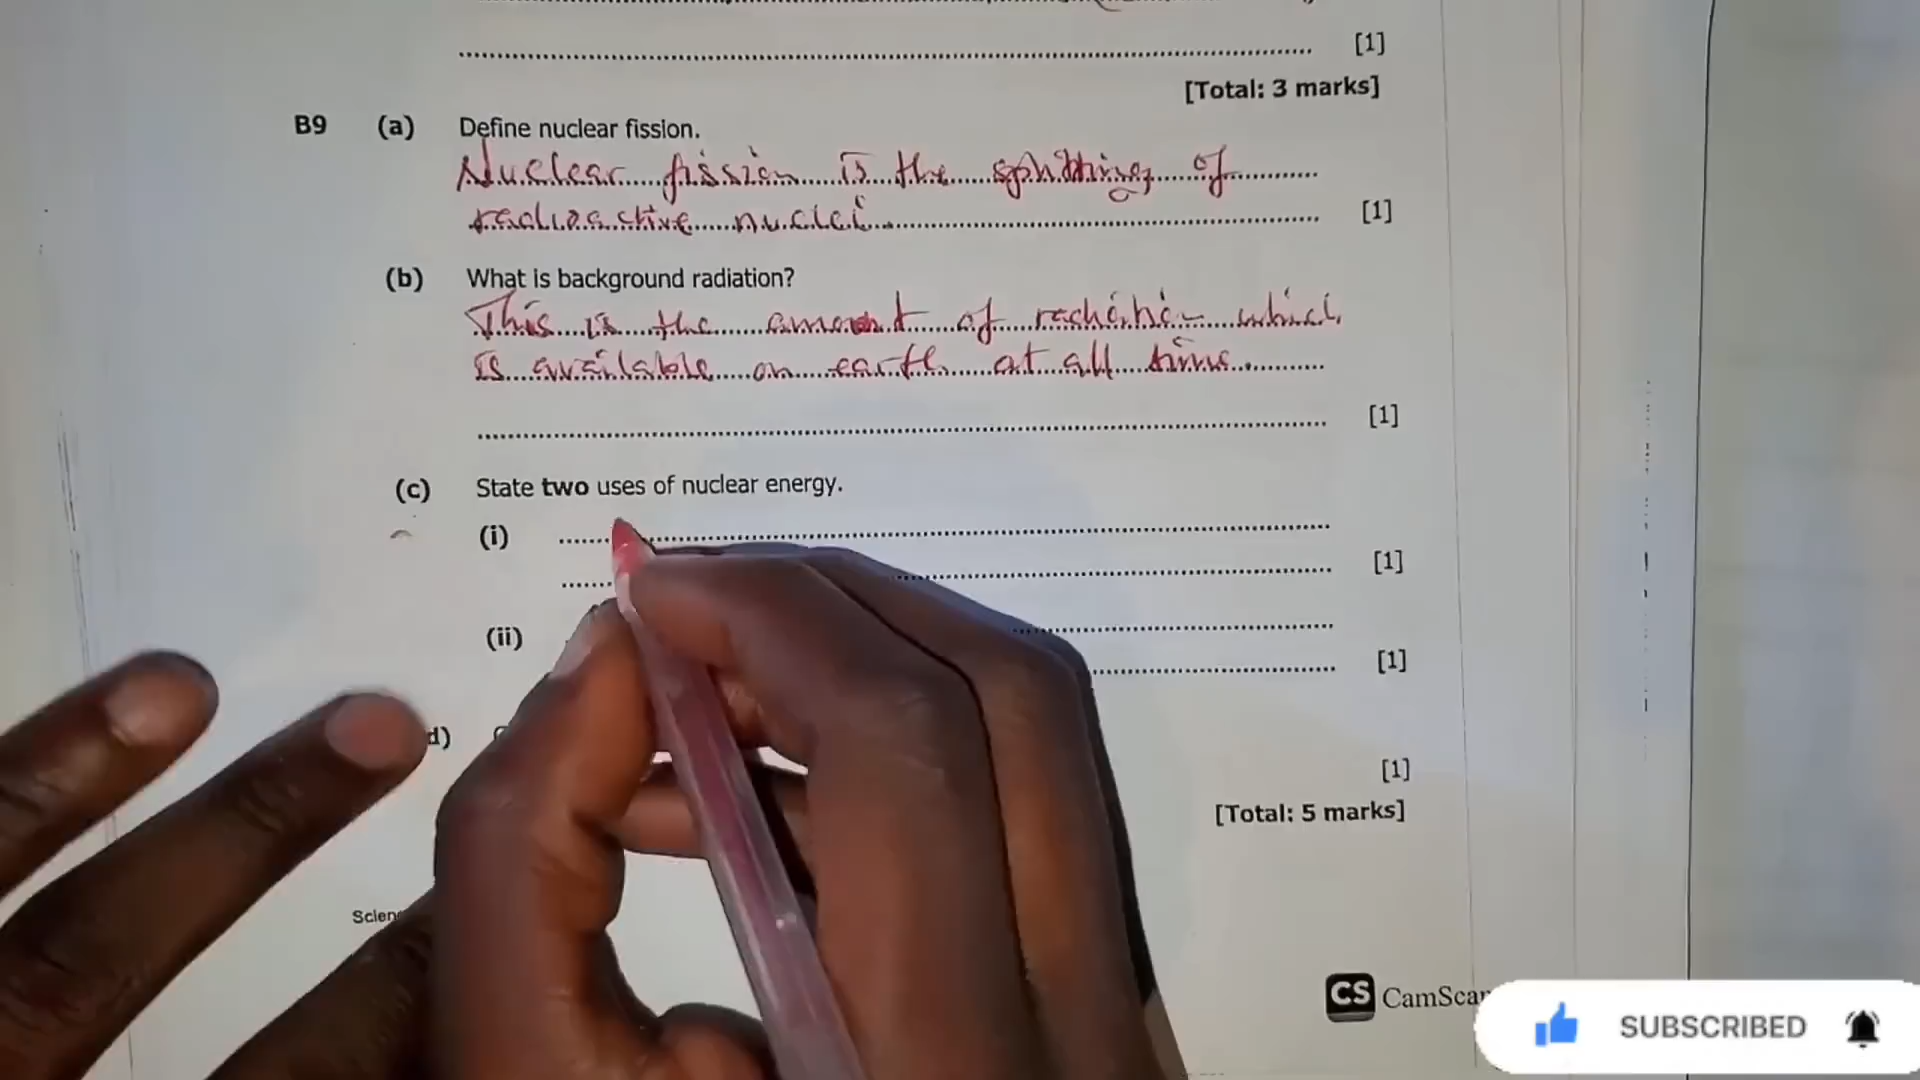 [1]
[Total: 3 marks]
B9 (a) Define nuclear fission.
Nuclear fission is the splitting of
radioactive nuclei. [1]
(b) What is background radiation?
This is the amount of radiation which
is available on earth at all time.
[1]
(c) State two uses of nuclear energy.
(i)
[1]
(ii)
[1]
d)
[1]
[Total: 5 marks]
Scien
CS CamScan
SUBSCRIBED